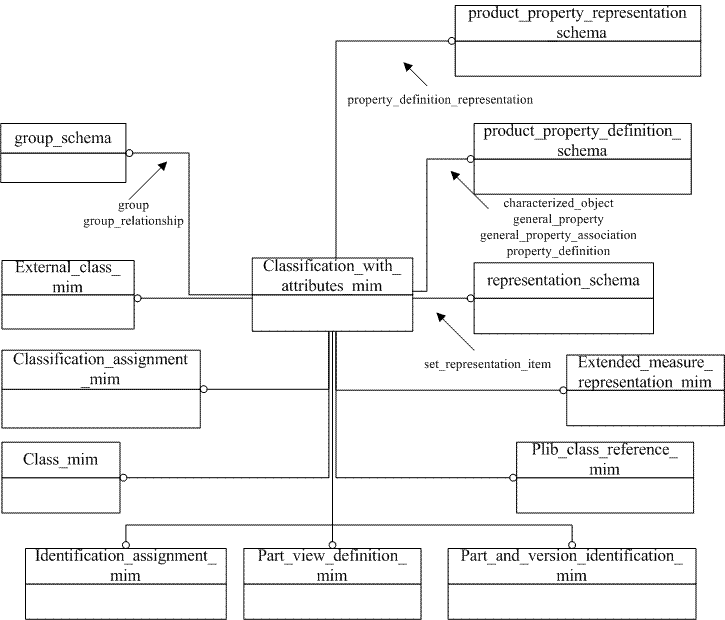 product_property_representation
schema
property_definition_representation
group_schema
product_property_definition_
schema
group
group_relationship
characterized_object
general_property
general_property_association
property_definition
External_class_
mim
Classification_with_
attributes_mim
representation_schema
set_representation_item
Classification_assignment
_mim
Extended_measure_
representation_mim
Class_mim
Plib_class_reference_
mim
Identification_assignment_
mim
Part_view_definition_
mim
Part_and_version_identification_
mim